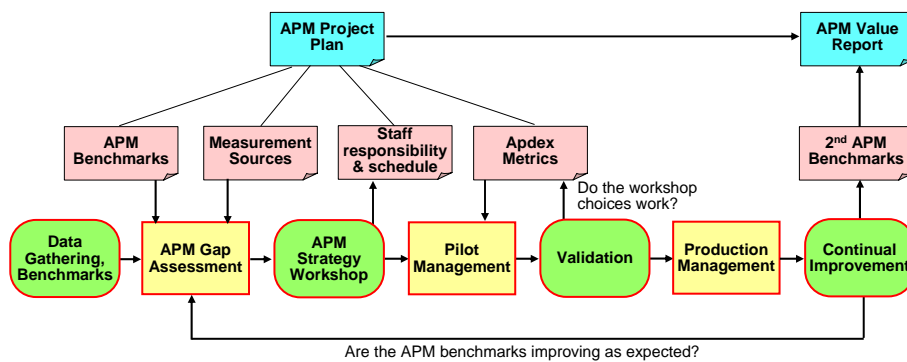 APM Project
Plan
APM Value
Report
APM
Benchmarks
Measurement
Sources
Staff
responsibility
& schedule
Apdex
Metrics
2nd APM
Benchmarks
Do the workshop
choices work?
Data
Gathering,
Benchmarks
APM Gap
Assessment
APM
Strategy
Workshop
Pilot
Management
Validation
Production
Management
Continual
Improvement
Are the APM benchmarks improving as expected?